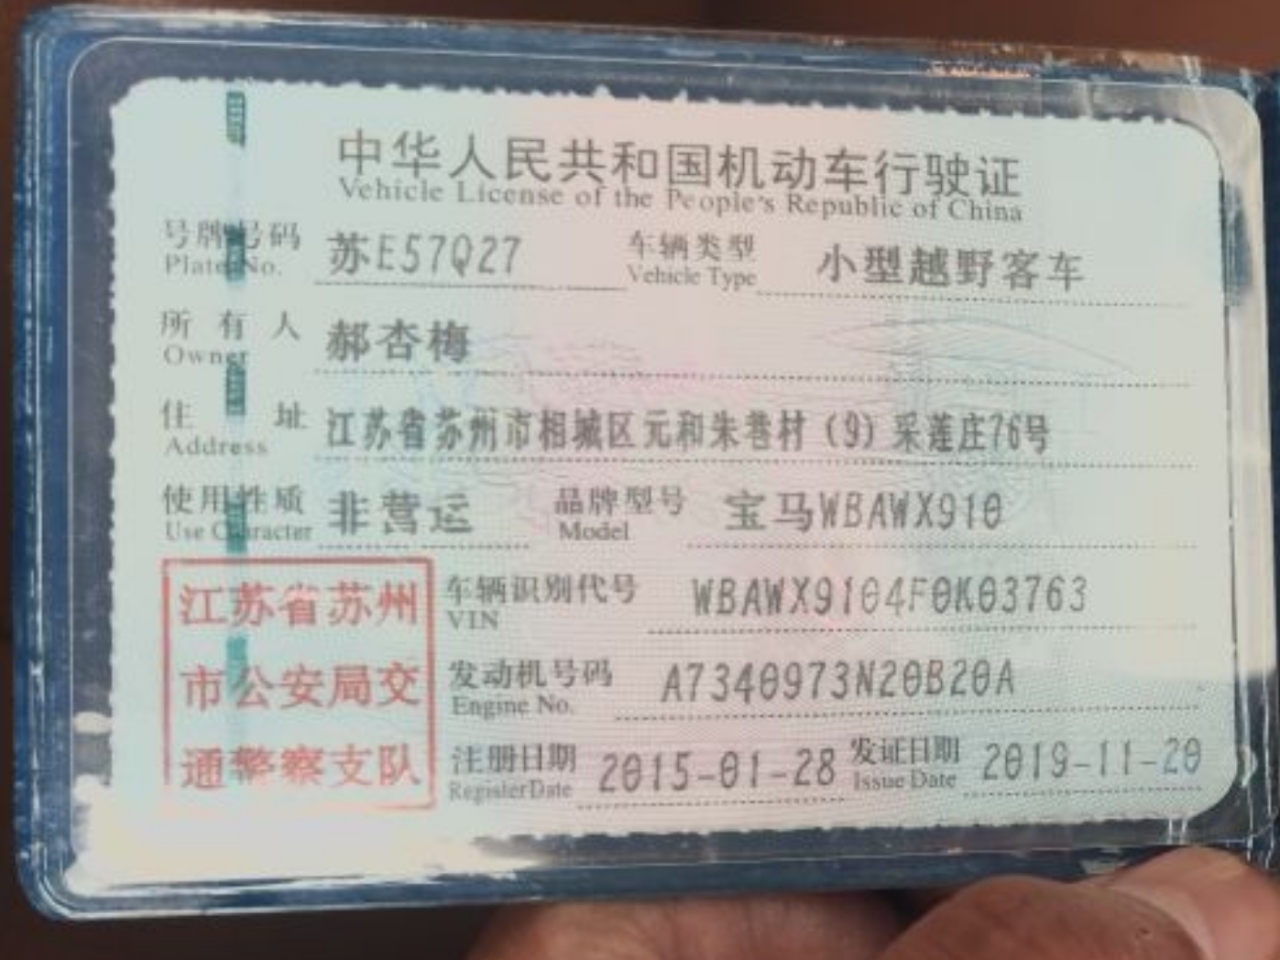 中华人民共和国机动车行驶证
Vehicle License of the People's Republic of China
号牌号码 苏E57Q27 车辆类型 小型越野客车
Plate No. Vehicle Type
所有人 郝杏梅
Owner
住址 江苏省苏州市相城区元和朱巷村（9）采莲庄76号
Address
使用性质 非营运 品牌型号 宝马WBAWX910
Use Character Model
江苏省苏州
市公安局交
通警察支队
车辆识别代号 WBAWX9104F0K03763
VIN
发动机号码 A7340973N20B20A
Engine No.
注册日期 2015-01-28 发证日期 2019-11-20
Register Date Issue Date